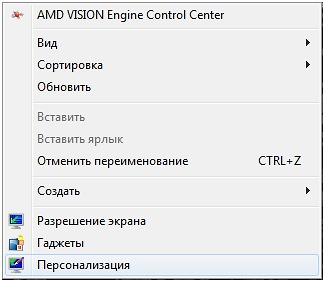 AMD VISION Engine Control Center
Вид
Сортировка
Обновить
Вставить
Вставить ярлык
Отменить переименование CTRL+Z
Создать
Разрешение экрана
Гаджеты
Персонализация